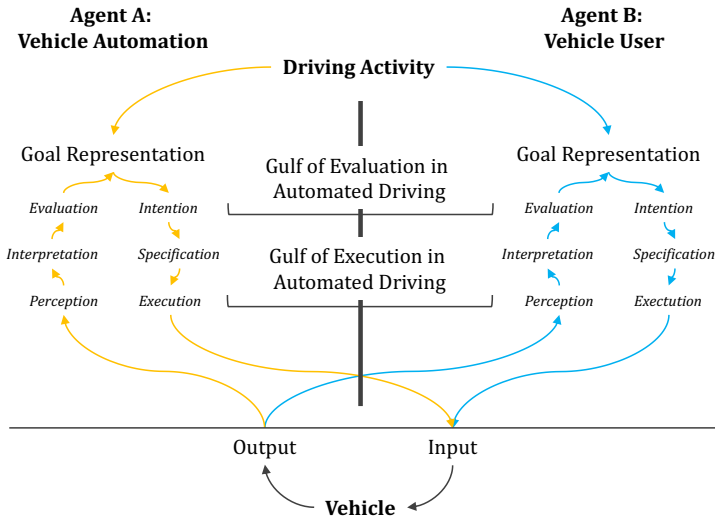 Agent A:
Vehicle Automation
Agent B:
Vehicle User
Driving Activity
Goal Representation
Evaluation
Intention
Interpretation
Specification
Perception
Execution
Gulf of Evaluation in
Automated Driving
Gulf of Execution in
Automated Driving
Goal Representation
Evaluation
Intention
Interpretation
Specification
Perception
Exectution
Output
Input
Vehicle